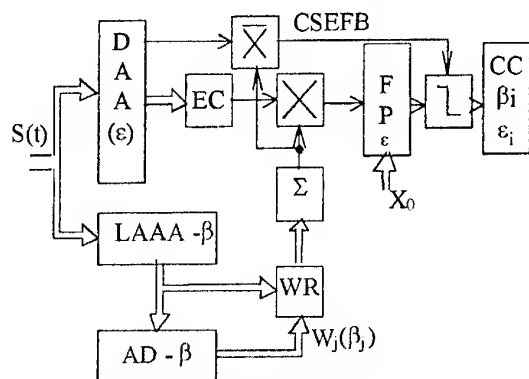 S(t)
D
A
A
(ε)
X̅
CSEFB
EC
X
F
P
ε
X₀
CC
βi
εᵢ
Σ
LAAA -β
WR
AD - β
Wⱼ(βⱼ)